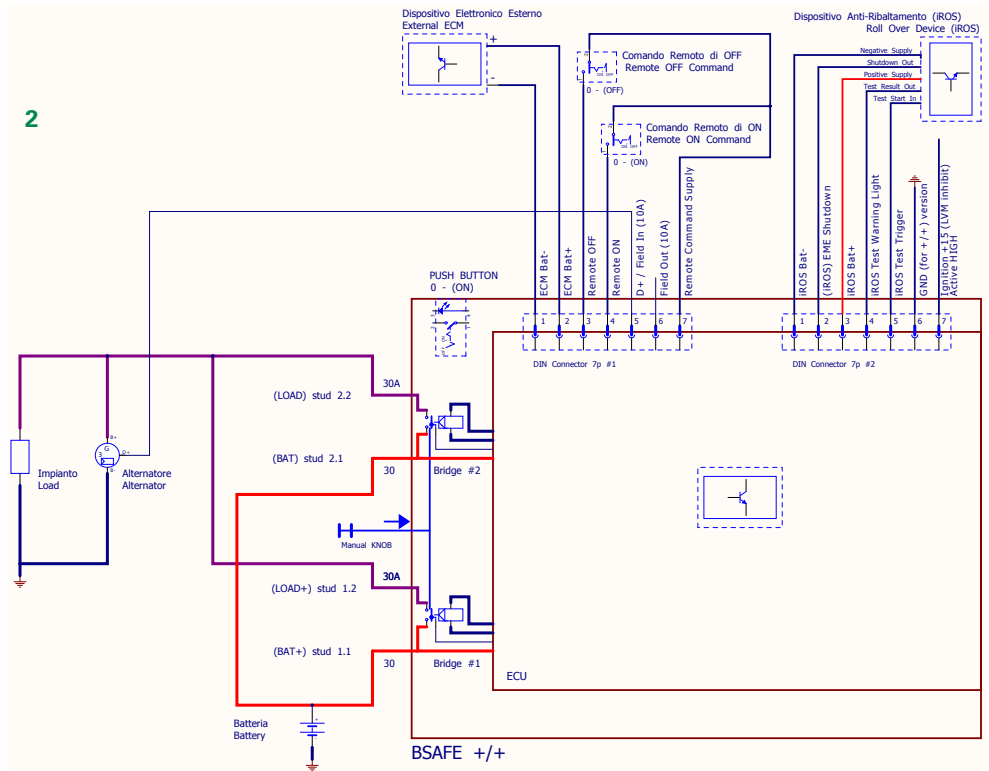 Dispositivo Elettronico Esterno
External ECM
+
-
Dispositivo Anti-Ribaltamento (iROS)
Roll Over Device (iROS)
Negative Supply
Shutdown Out
Positive Supply
Test Result Out
Test Start In
Comando Remoto di OFF
Remote OFF Command
0 - (OFF)
Comando Remoto di ON
Remote ON Command
0 - (ON)
2
ECM Bat-
ECM Bat+
Remote OFF
Remote ON
D+ / Field In (10A)
Field Out (10A)
Remote Command Supply
iROS Bat-
(iROS) EME Shutdown
iROS Bat+
iROS Test Warning Light
iROS Test Trigger
GND (for +/+) version
Ignition +15 (LVM inhibit)
Active HIGH
PUSH BUTTON
0 - (ON)
1 2 3 4 5 6 7
1 2 3 4 5 6 7
DIN Connector 7p #1
DIN Connector 7p #2
30A
(LOAD) stud 2.2
(BAT) stud 2.1
30
Bridge #2
Impianto
Load
B+
G
3
D+
B-
Alternatore
Alternator
Manual KNOB
30A
(LOAD+) stud 1.2
(BAT+) stud 1.1
30
Bridge #1
ECU
Batteria
Battery
+
BSAFE +/+